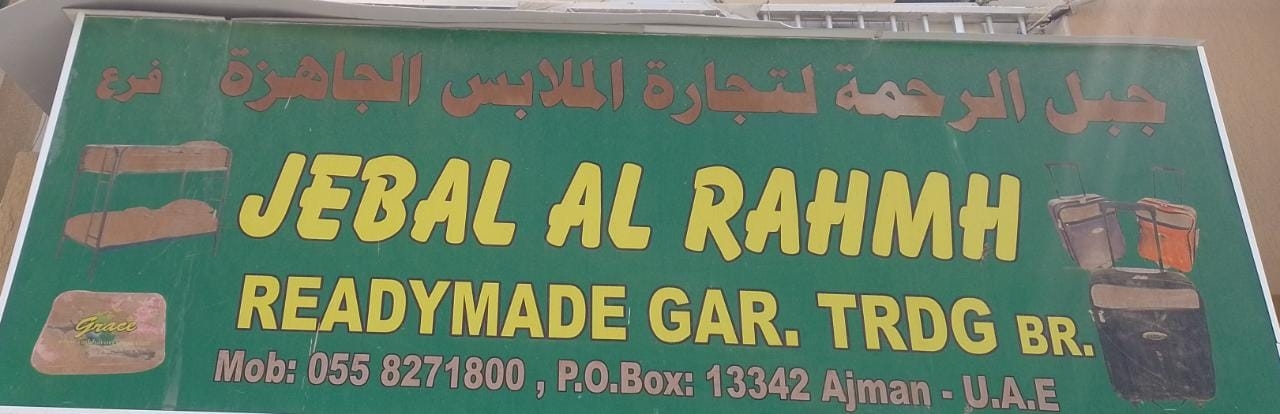 جبل الرحمة لتجارة الملابس الجاهزة فرع
JEBAL AL RAHMH
READYMADE GAR. TRDG BR.
Grace
Mob: 055 8271800 , P.O.Box: 13342 Ajman - U.A.E